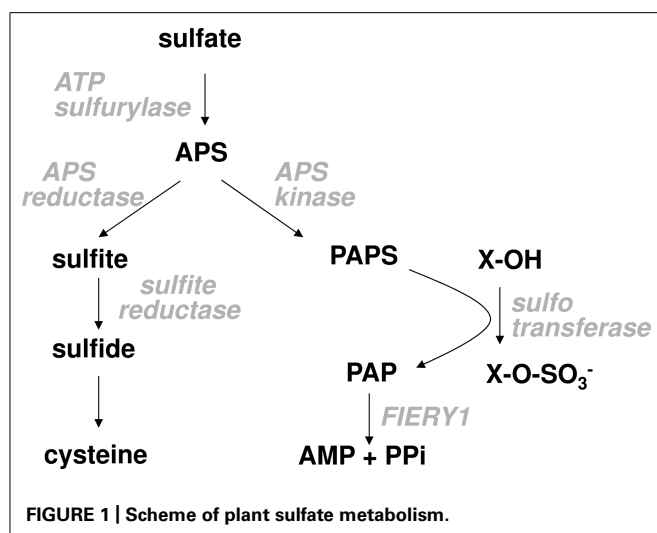 sulfate
ATP
sulfurylase
APS
APS
reductase
APS
kinase
sulfite
PAPS
X-OH
sulfite
reductase
sulfo
transferase
sulfide
PAP
X-O-SO₃⁻
FIERY1
cysteine
AMP + PPi
FIGURE 1 | Scheme of plant sulfate metabolism.